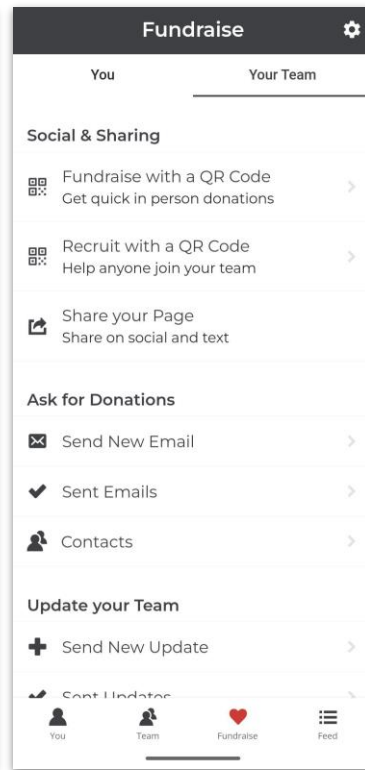 Fundraise
You
Your Team
Social & Sharing
Fundraise with a QR Code
Get quick in person donations
Recruit with a QR Code
Help anyone join your team
Share your Page
Share on social and text
Ask for Donations
Send New Email
Sent Emails
Contacts
Update your Team
Send New Update
Sent Updates
You
Team
Fundraise
Feed